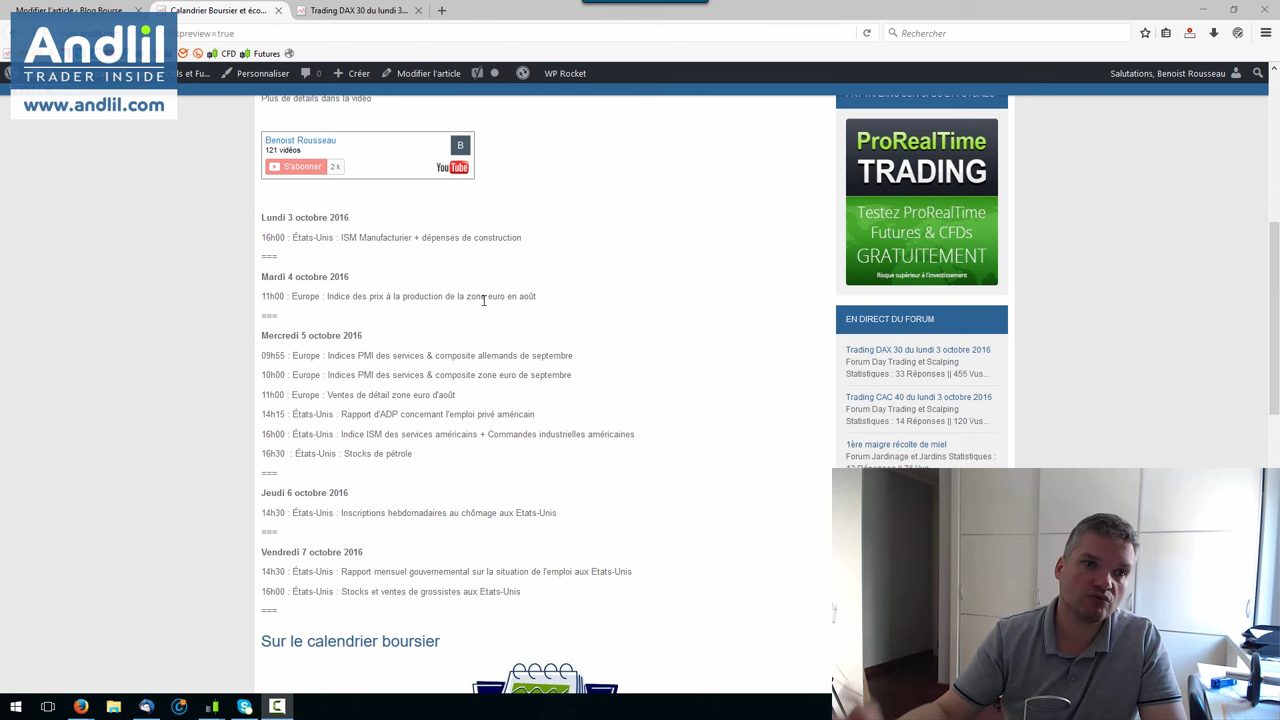 alendrier Boursier et éco...
Trading DAX 30 du lundi 3 ...
Andlil
TRADER INSIDE
www.andlil.com
preview=true
Rechercher
CFD
Futures
ls et Fu...
Personnaliser
0
Créer
Modifier l'article
WP Rocket
Salutations, Benoist Rousseau
Plus de détails dans la vidéo
Benoist Rousseau
121 vidéos
B
S'abonner
2 k
YouTube
Lundi 3 octobre 2016
16h00 : États-Unis : ISM Manufacturier + dépenses de construction
===
Mardi 4 octobre 2016
11h00 : Europe : Indice des prix à la production de la zone euro en août
===
Mercredi 5 octobre 2016
09h55 : Europe : Indices PMI des services & composite allemands de septembre
10h00 : Europe : Indices PMI des services & composite zone euro de septembre
11h00 : Europe : Ventes de détail zone euro d'août
14h15 : États-Unis : Rapport d'ADP concernant l'emploi privé américain
16h00 : États-Unis : Indice ISM des services américains + Commandes industrielles américaines
16h30 : États-Unis : Stocks de pétrole
===
Jeudi 6 octobre 2016
14h30 : États-Unis : Inscriptions hebdomadaires au chômage aux Etats-Unis
===
Vendredi 7 octobre 2016
14h30 : États-Unis : Rapport mensuel gouvernemental sur la situation de l'emploi aux Etats-Unis
16h00 : États-Unis : Stocks et ventes de grossistes aux Etats-Unis
===
Sur le calendrier boursier
ProRealTime
TRADING
Testez ProRealTime
Futures & CFDs
GRATUITEMENT
Risque supérieur à l'investissement
EN DIRECT DU FORUM
Trading DAX 30 du lundi 3 octobre 2016
Forum Day Trading et Scalping
Statistiques : 33 Réponses || 455 Vus...
Trading CAC 40 du lundi 3 octobre 2016
Forum Day Trading et Scalping
Statistiques : 14 Réponses || 120 Vus...
1ère maigre récolte de miel
Forum Jardinage et Jardins Statistiques :